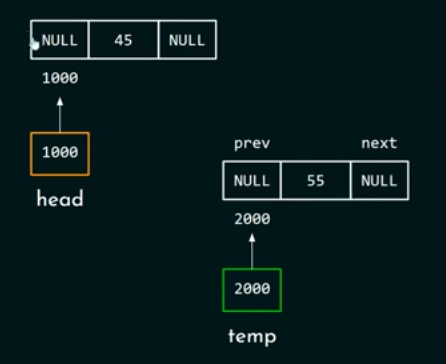 NULL 45 NULL
1000
1000
head
prev next
NULL 55 NULL
2000
2000
temp